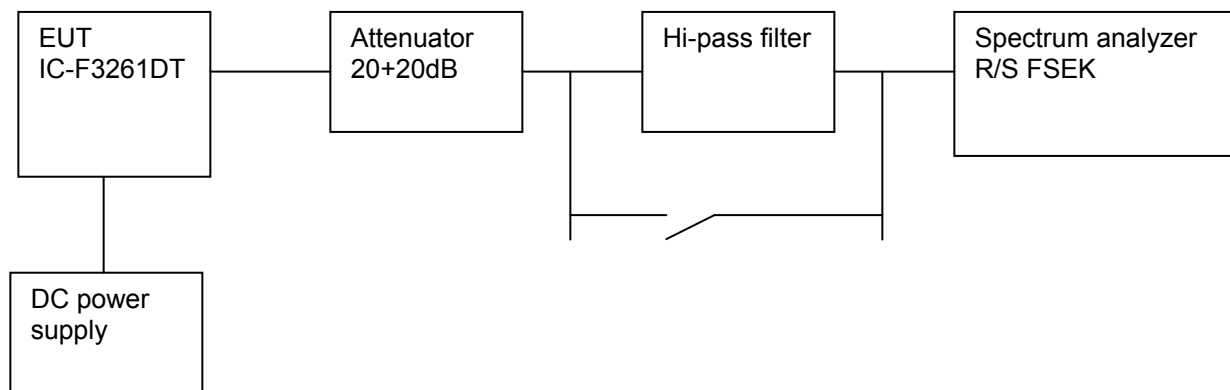 EUT
IC-F3261DT
Attenuator
20+20dB
Hi-pass filter
Spectrum analyzer
R/S FSEK
DC power
supply